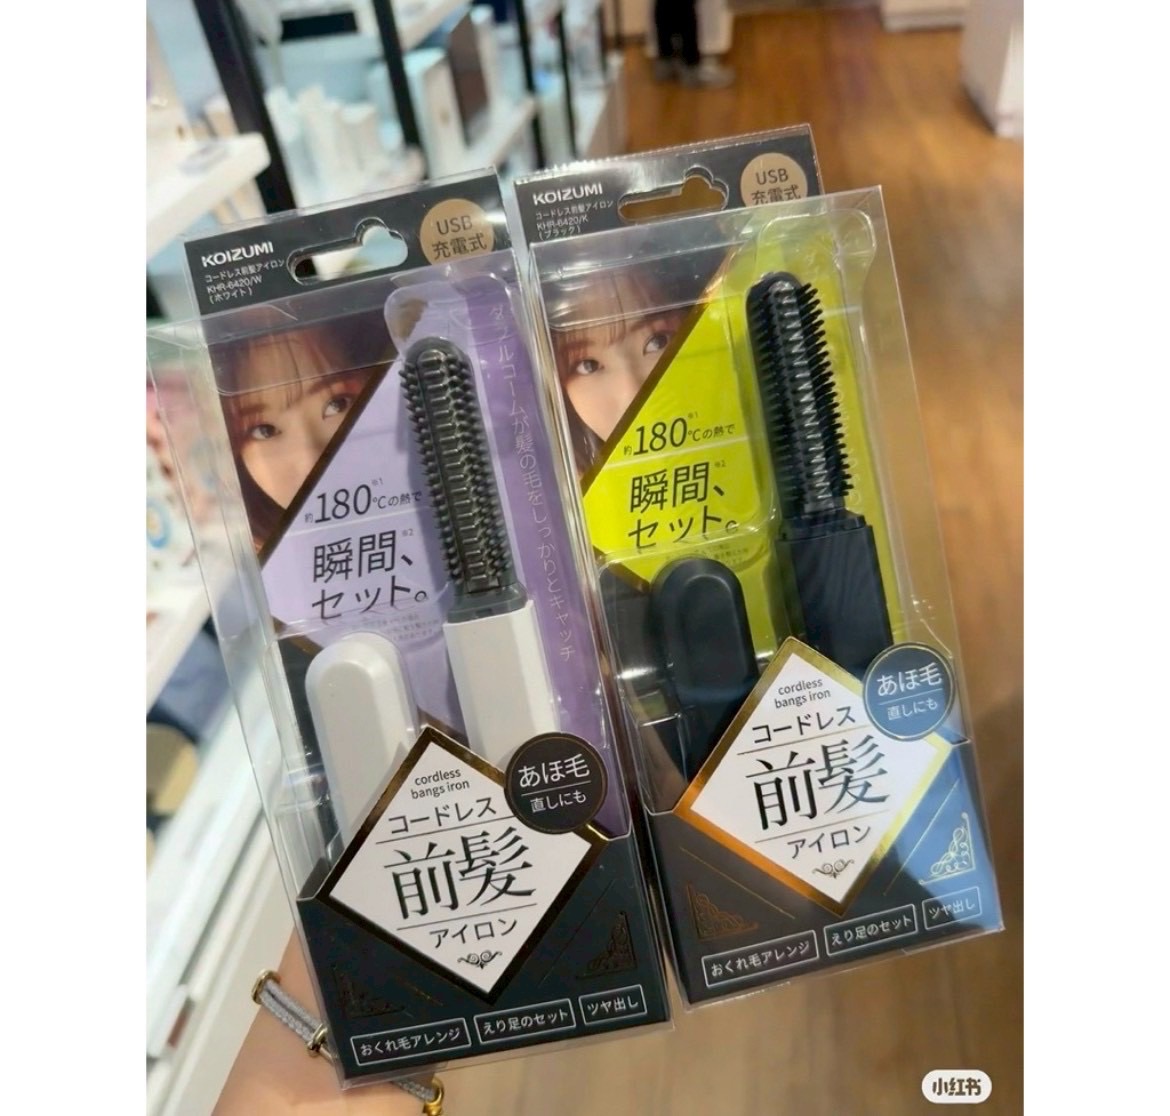 KOIZUMI
コードレス前髪アイロン
KHR-6420/W
(ホワイト)
USB
充電式
約180℃の熱で
※1
瞬間、
※2
セット。
ダブルコームが髪の毛をしっかりとキャッチ
cordless
bangs iron
コードレス
前髪
アイロン
あほ毛
直しにも
おくれ毛アレンジ
えり足のセット
ツヤ出し
KOIZUMI
コードレス前髪アイロン
KHR-6420/K
(ブラック)
USB
充電式
約180℃の熱で
※1
瞬間、
※2
セット。
cordless
bangs iron
コードレス
前髪
アイロン
あほ毛
直しにも
おくれ毛アレンジ
えり足のセット
ツヤ出し
小红书